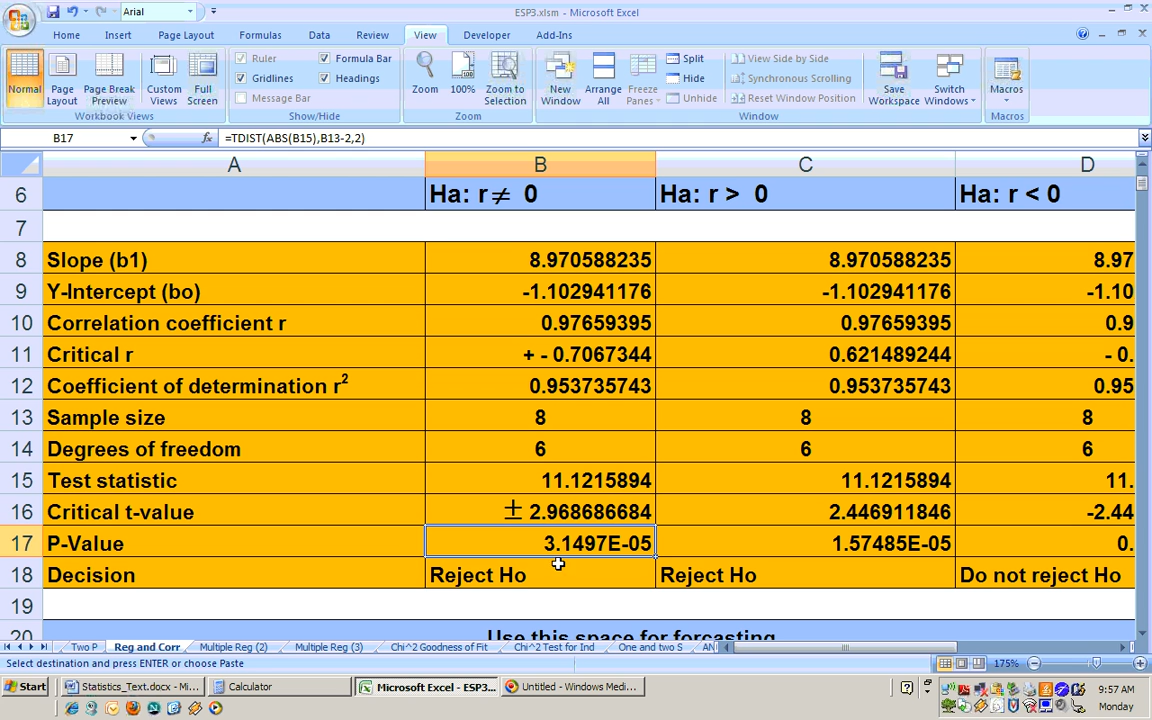 Arial
ESP3.xlsm - Microsoft Excel
Home Insert Page Layout Formulas Data Review View Developer Add-Ins
Normal
Page Layout
Page Break Preview
Custom Views
Full Screen
Workbook Views
Ruler
Formula Bar
Gridlines
Headings
Message Bar
Show/Hide
Zoom
100%
Zoom to Selection
Zoom
New Window
Arrange All
Freeze Panes
Split
Hide
Unhide
View Side by Side
Synchronous Scrolling
Reset Window Position
Save Workspace
Switch Windows
Window
Macros
Macros
B17 fx =TDIST(ABS(B15),B13-2,2)
A B C D
6 Ha: r≠ 0 Ha: r > 0 Ha: r < 0
7
8 Slope (b1) 8.970588235 8.970588235 8.97
9 Y-Intercept (bo) -1.102941176 -1.102941176 -1.10
10 Correlation coefficient r 0.97659395 0.97659395 0.9
11 Critical r + - 0.7067344 0.621489244 - 0.
12 Coefficient of determination r² 0.953735743 0.953735743 0.95
13 Sample size 8 8 8
14 Degrees of freedom 6 6 6
15 Test statistic 11.1215894 11.1215894 11.
16 Critical t-value ± 2.968686684 2.446911846 -2.44
17 P-Value 3.1497E-05 1.57485E-05 0.
18 Decision Reject Ho Reject Ho Do not reject Ho
19
20 Use this space for forcasting
Two P Reg and Corr Multiple Reg (2) Multiple Reg (3) Chi^2 Goodness of Fit Chi^2 Test for Ind One and two S AN
Select destination and press ENTER or choose Paste 175%
Start Statistics_Text.docx - Mi... Calculator Microsoft Excel - ESP3... Untitled - Windows Medi... 9:57 AM
Monday